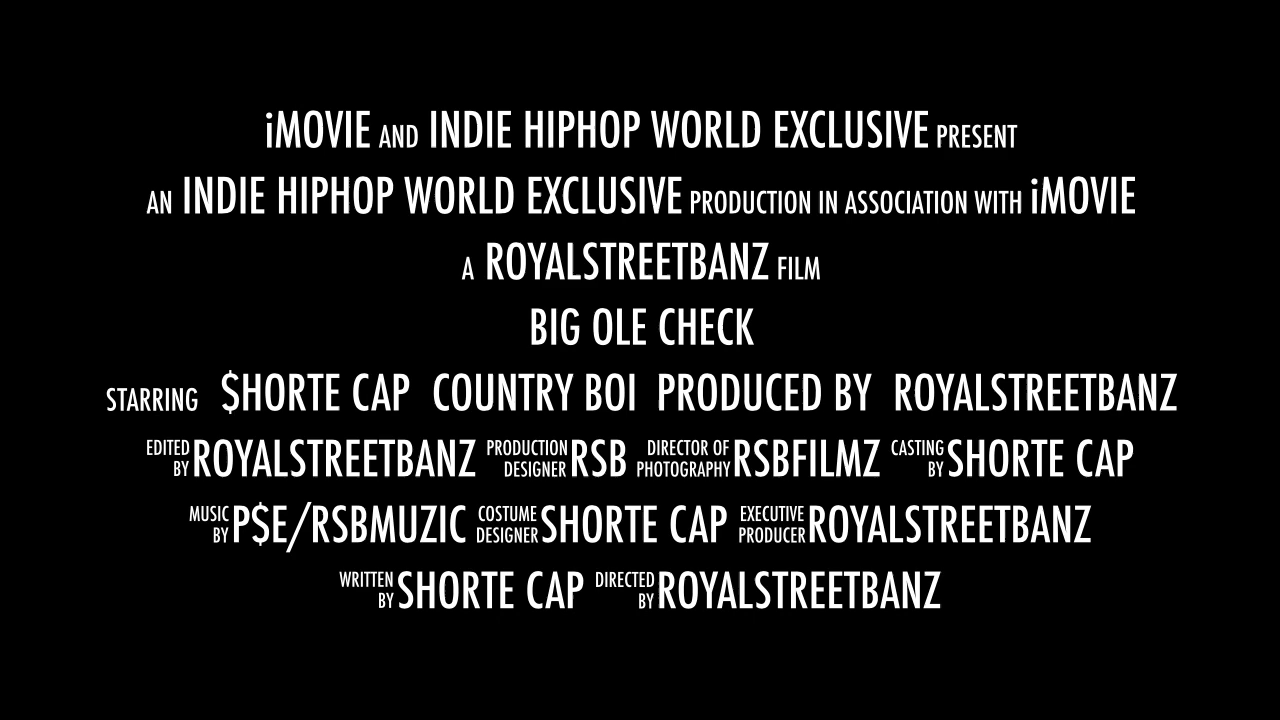 iMOVIE AND INDIE HIPHOP WORLD EXCLUSIVE PRESENT
AN INDIE HIPHOP WORLD EXCLUSIVE PRODUCTION IN ASSOCIATION WITH iMOVIE
A ROYALSTREETBANZ FILM
BIG OLE CHECK
STARRING $HORTE CAP COUNTRY BOI PRODUCED BY ROYALSTREETBANZ
EDITED BY ROYALSTREETBANZ PRODUCTION DESIGNER RSB DIRECTOR OF PHOTOGRAPHY RSBFILMZ CASTING BY SHORTE CAP
MUSIC BY P$E/RSBMUZIC COSTUME DESIGNER SHORTE CAP EXECUTIVE PRODUCER ROYALSTREETBANZ
WRITTEN BY SHORTE CAP DIRECTED BY ROYALSTREETBANZ